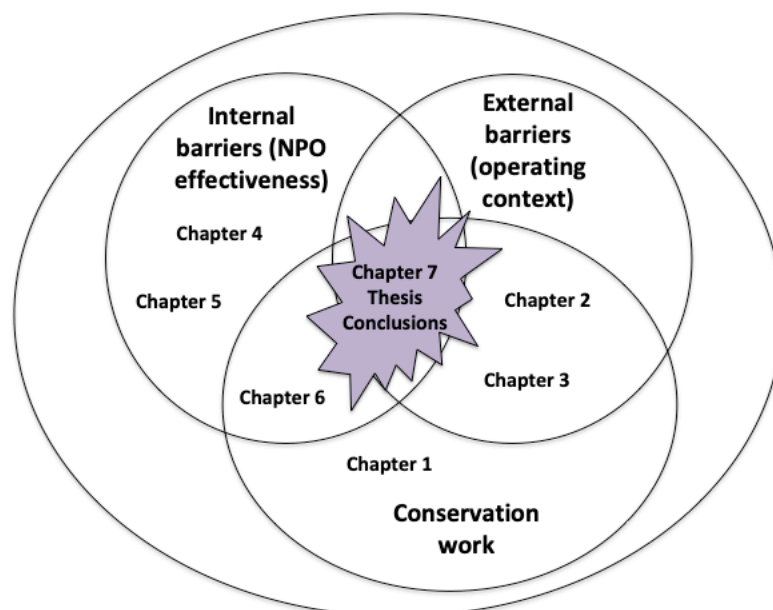 Internal
barriers (NPO
effectiveness)
External
barriers
(operating
context)
Chapter 4
Chapter 5
Chapter 7
Thesis
Conclusions
Chapter 2
Chapter 3
Chapter 6
Chapter 1
Conservation
work